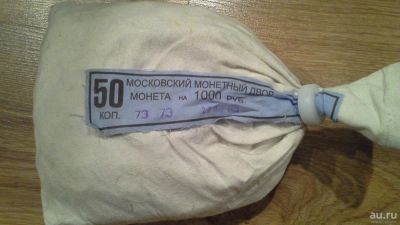 50 МОСКОВСКИЙ МОНЕТНЫЙ ДВОР
МОНЕТА НА 1000 РУБ.
КОП. 73 73
au.ru